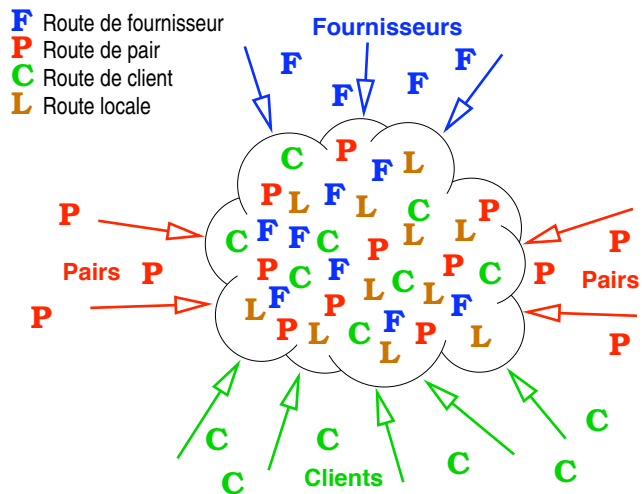 F Route de fournisseur
P Route de pair
C Route de client
L Route locale
Fournisseurs
F F F F
C P F L
P L F L C P
C F F C P L L
P C F C L P C
L F P L F
P L C F P L
L
P
Pairs P
P
P
P Pairs
P
C C C C C
Clients